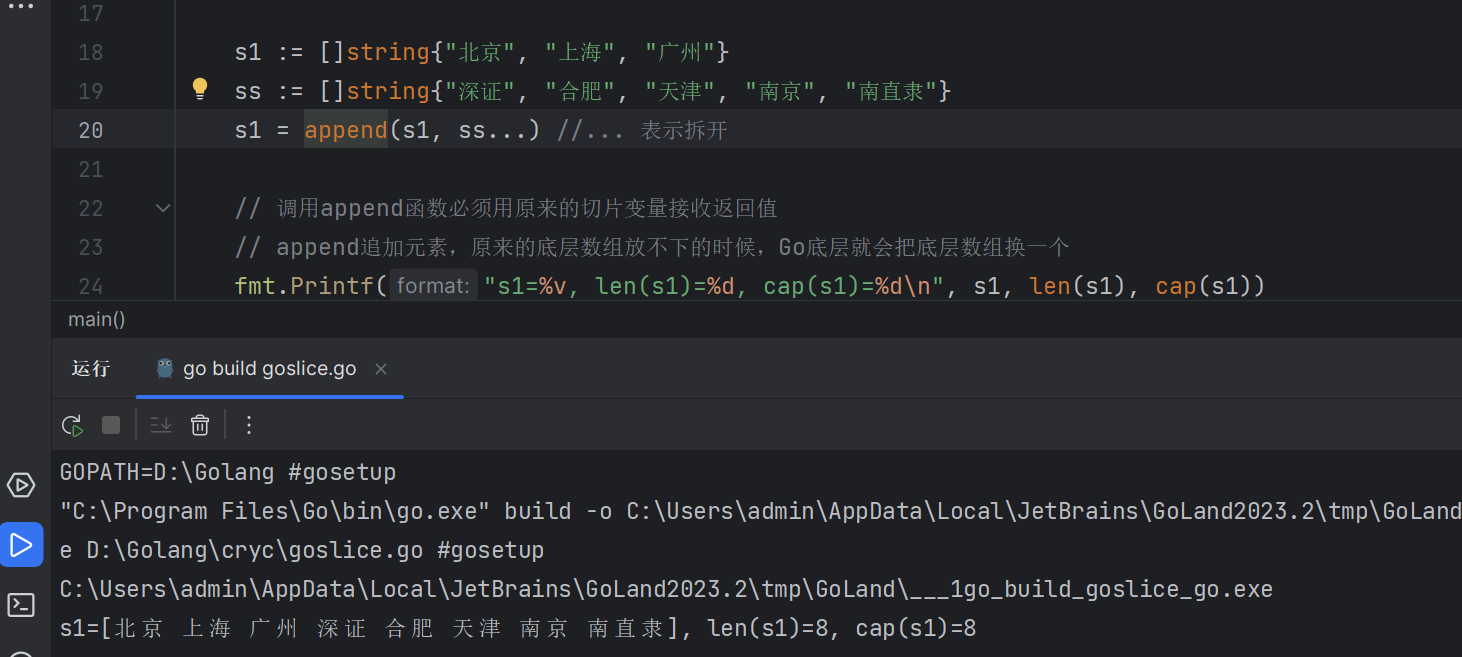 17
18 s1 := []string{"北京", "上海", "广州"}
19 ss := []string{"深证", "合肥", "天津", "南京", "南直隶"}
20 s1 = append(s1, ss...) //... 表示拆开
21
22 // 调用append函数必须用原来的切片变量接收返回值
23 // append追加元素，原来的底层数组放不下的时候，Go底层就会把底层数组换一个
24 fmt.Printf( format: "s1=%v, len(s1)=%d, cap(s1)=%d\n", s1, len(s1), cap(s1))
main()
运行 go build goslice.go
GOPATH=D:\Golang #gosetup
"C:\Program Files\Go\bin\go.exe" build -o C:\Users\admin\AppData\Local\JetBrains\GoLand2023.2\tmp\GoLand
e D:\Golang\cryc\goslice.go #gosetup
C:\Users\admin\AppData\Local\JetBrains\GoLand2023.2\tmp\GoLand\___1go_build_goslice_go.exe
s1=[北京 上海 广州 深证 合肥 天津 南京 南直隶], len(s1)=8, cap(s1)=8